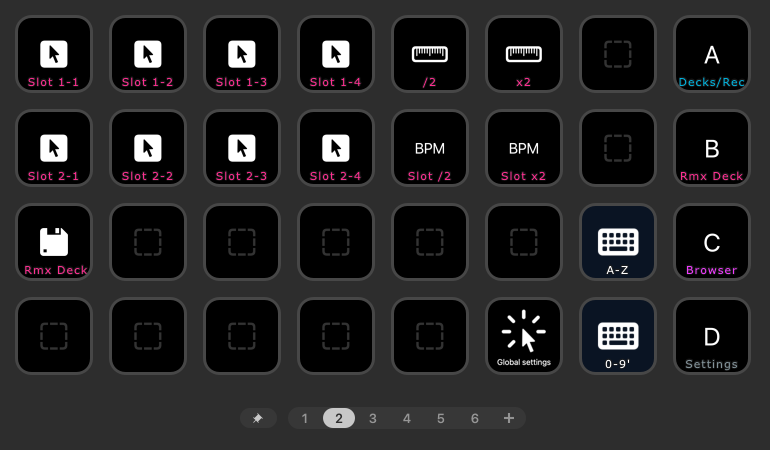 Slot 1-1 Slot 1-2 Slot 1-3 Slot 1-4 /2 x2 A Decks/Rec
Slot 2-1 Slot 2-2 Slot 2-3 Slot 2-4 BPM Slot /2 BPM Slot x2 B Rmx Deck
Rmx Deck A-Z C Browser
Global settings 0-9' D Settings
1 2 3 4 5 6 +